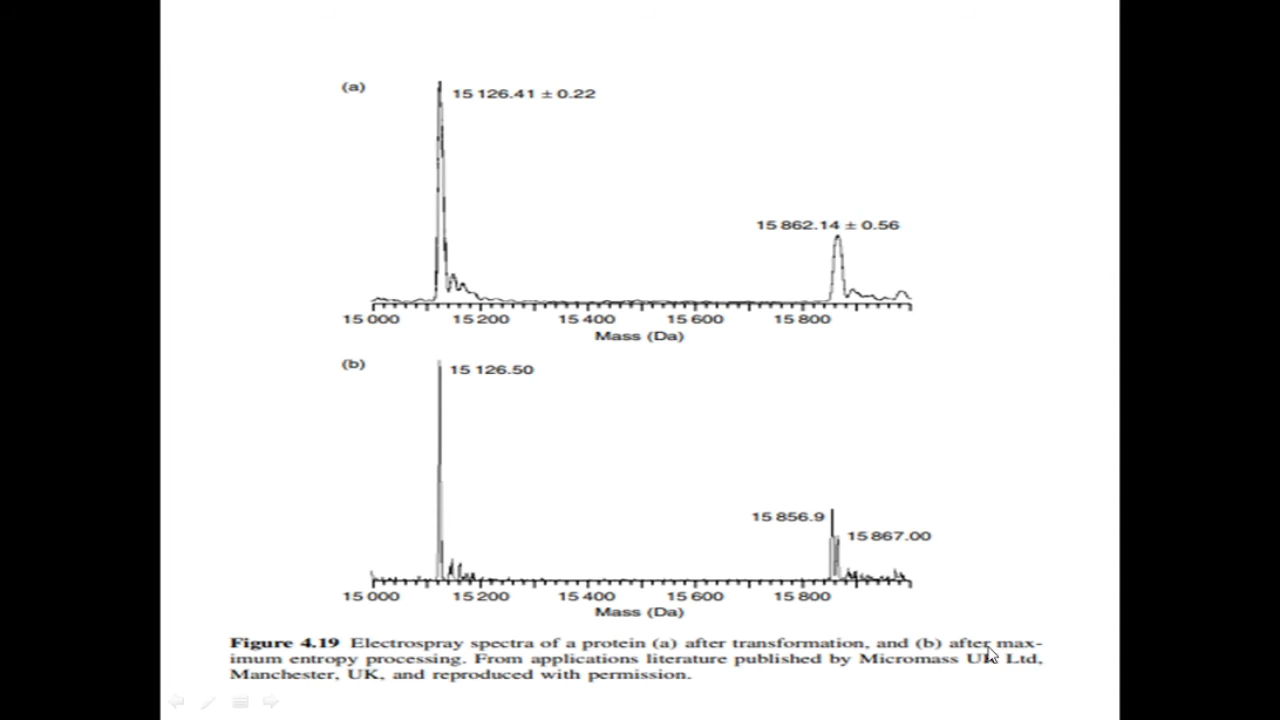 (a)
15 126.41 ± 0.22
15 862.14 ± 0.56
15 000 15 200 15 400 15 600 15 800
Mass (Da)
(b)
15 126.50
15 856.9
15 867.00
15 000 15 200 15 400 15 600 15 800
Mass (Da)
Figure 4.19 Electrospray spectra of a protein (a) after transformation, and (b) after max-
imum entropy processing. From applications literature published by Micromass UK Ltd,
Manchester, UK, and reproduced with permission.